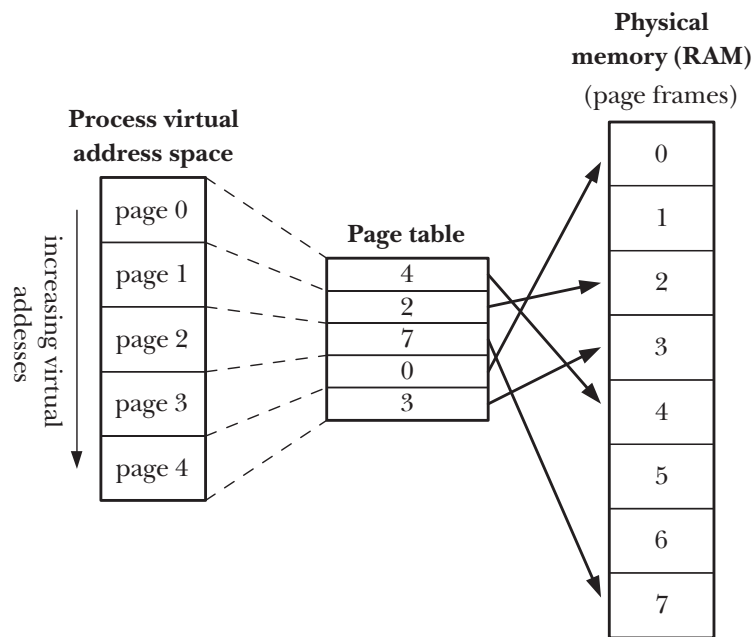 Process virtual
address space
page 0
page 1
page 2
page 3
page 4
increasing virtual
addesses
Page table
4
2
7
0
3
Physical
memory (RAM)
(page frames)
0
1
2
3
4
5
6
7